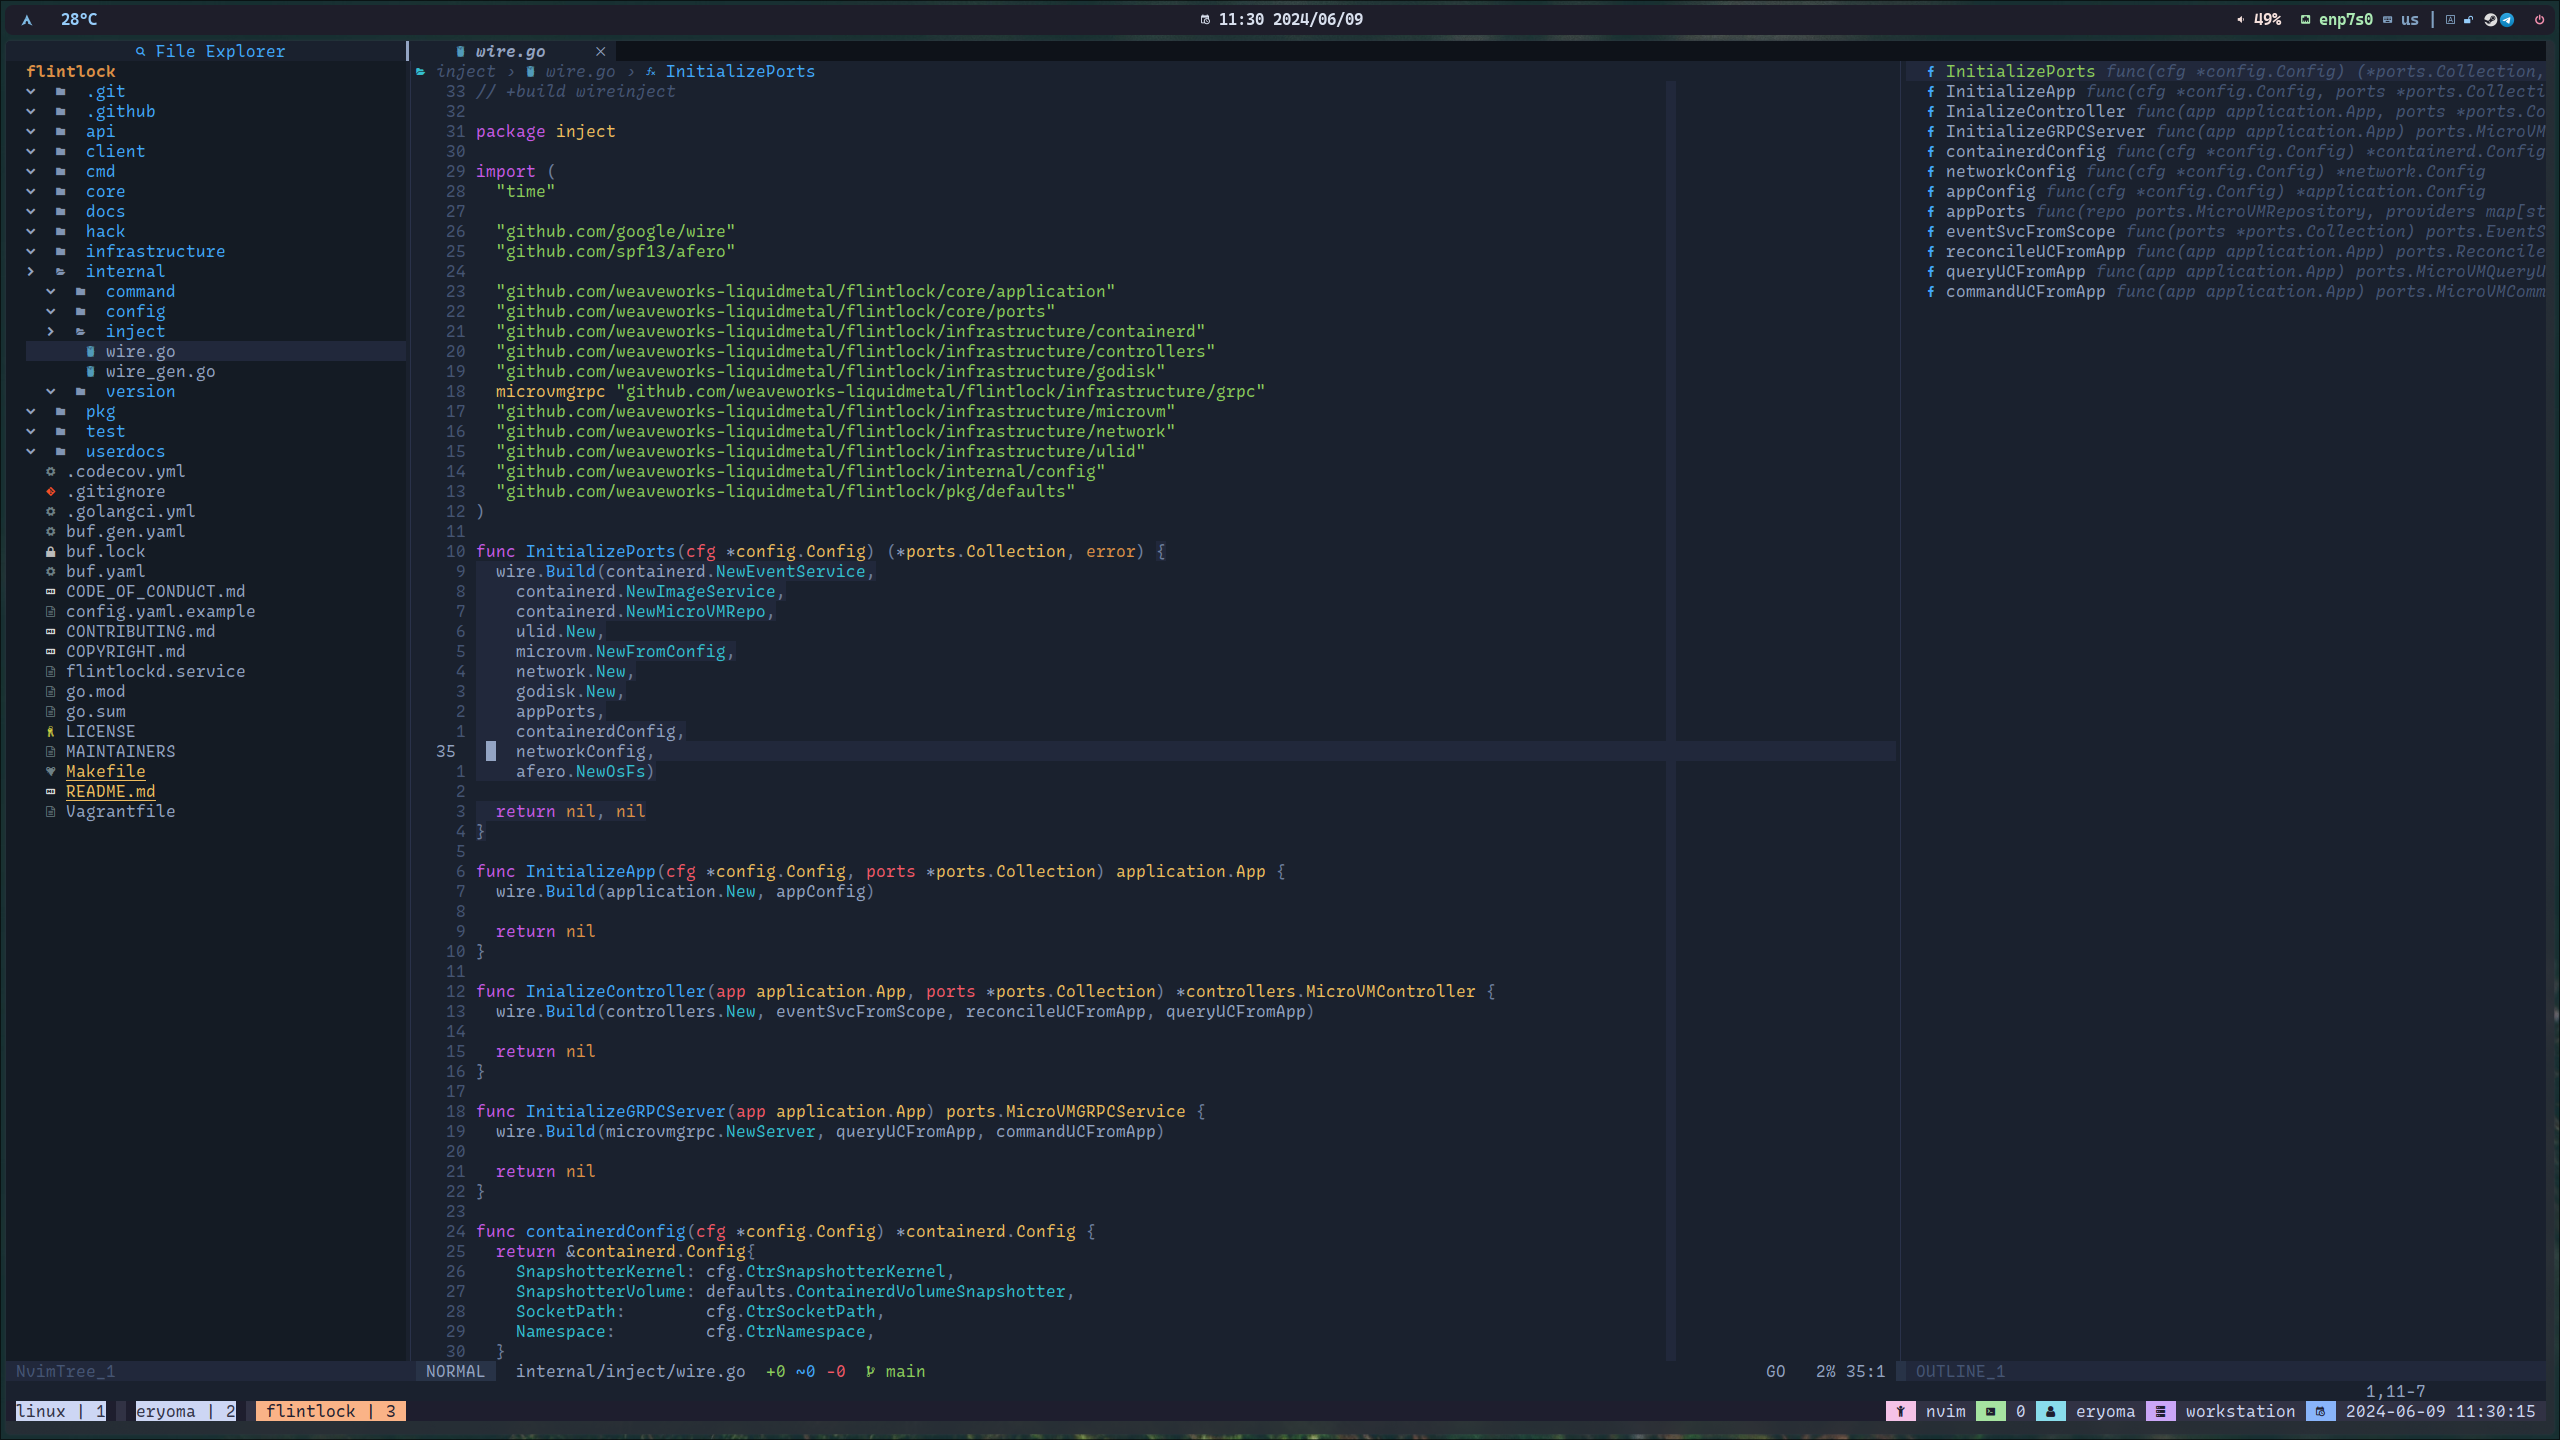 28°C
11:30 2024/06/09
49% enp7s0 us |
File Explorer
flintlock
.git
.github
api
client
cmd
core
docs
hack
infrastructure
internal
command
config
inject
wire.go
wire_gen.go
version
pkg
test
userdocs
.codecov.yml
.gitignore
.golangci.yml
buf.gen.yaml
buf.lock
buf.yaml
CODE_OF_CONDUCT.md
config.yaml.example
CONTRIBUTING.md
COPYRIGHT.md
flintlockd.service
go.mod
go.sum
LICENSE
MAINTAINERS
Makefile
README.md
Vagrantfile
NvimTree_1
wire.go
inject › wire.go › InitializePorts
33 // +build wireinject
32
31 package inject
30
29 import (
28 "time"
27
26 "github.com/google/wire"
25 "github.com/spf13/afero"
24
23 "github.com/weaveworks-liquidmetal/flintlock/core/application"
22 "github.com/weaveworks-liquidmetal/flintlock/core/ports"
21 "github.com/weaveworks-liquidmetal/flintlock/infrastructure/containerd"
20 "github.com/weaveworks-liquidmetal/flintlock/infrastructure/controllers"
19 "github.com/weaveworks-liquidmetal/flintlock/infrastructure/godisk"
18 microvmgrpc "github.com/weaveworks-liquidmetal/flintlock/infrastructure/grpc"
17 "github.com/weaveworks-liquidmetal/flintlock/infrastructure/microvm"
16 "github.com/weaveworks-liquidmetal/flintlock/infrastructure/network"
15 "github.com/weaveworks-liquidmetal/flintlock/infrastructure/ulid"
14 "github.com/weaveworks-liquidmetal/flintlock/internal/config"
13 "github.com/weaveworks-liquidmetal/flintlock/pkg/defaults"
12 )
11
10 func InitializePorts(cfg *config.Config) (*ports.Collection, error) {
9 wire.Build(containerd.NewEventService,
8 containerd.NewImageService,
7 containerd.NewMicroVMRepo,
6 ulid.New,
5 microvm.NewFromConfig,
4 network.New,
3 godisk.New,
2 appPorts,
1 containerdConfig,
35 networkConfig,
1 afero.NewOsFs)
2
3 return nil, nil
4 }
5
6 func InitializeApp(cfg *config.Config, ports *ports.Collection) application.App {
7 wire.Build(application.New, appConfig)
8
9 return nil
10 }
11
12 func InializeController(app application.App, ports *ports.Collection) *controllers.MicroVMController {
13 wire.Build(controllers.New, eventSvcFromScope, reconcileUCFromApp, queryUCFromApp)
14
15 return nil
16 }
17
18 func InitializeGRPCServer(app application.App) ports.MicroVMGRPCService {
19 wire.Build(microvmgrpc.NewServer, queryUCFromApp, commandUCFromApp)
20
21 return nil
22 }
23
24 func containerdConfig(cfg *config.Config) *containerd.Config {
25 return &containerd.Config{
26 SnapshotterKernel: cfg.CtrSnapshotterKernel,
27 SnapshotterVolume: defaults.ContainerdVolumeSnapshotter,
28 SocketPath: cfg.CtrSocketPath,
29 Namespace: cfg.CtrNamespace,
30 }
NORMAL internal/inject/wire.go +0 ~0 -0 main GO 2% 35:1
f InitializePorts func(cfg *config.Config) (*ports.Collection,
f InitializeApp func(cfg *config.Config, ports *ports.Collecti
f InializeController func(app application.App, ports *ports.Co
f InitializeGRPCServer func(app application.App) ports.MicroVM
f containerdConfig func(cfg *config.Config) *containerd.Config
f networkConfig func(cfg *config.Config) *network.Config
f appConfig func(cfg *config.Config) *application.Config
f appPorts func(repo ports.MicroVMRepository, providers map[st
f eventSvcFromScope func(ports *ports.Collection) ports.EventS
f reconcileUCFromApp func(app application.App) ports.Reconcile
f queryUCFromApp func(app application.App) ports.MicroVMQueryU
f commandUCFromApp func(app application.App) ports.MicroVMComm
OUTLINE_1
1,11-7
linux | 1 eryoma | 2 flintlock | 3
nvim 0 eryoma workstation 2024-06-09 11:30:15